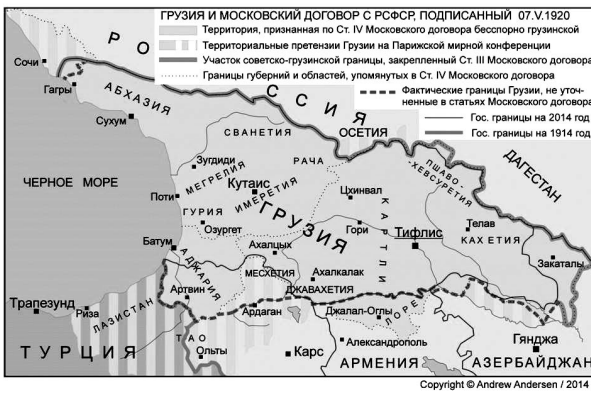 ГРУЗИЯ И МОСКОВСКИЙ ДОГОВОР С РСФСР, ПОДПИСАННЫЙ 07.V.1920
Территория, признанная по Ст. IV Московского договора бесспорно грузинской
Территориальные претензии Грузии на Парижской мирной конференции
Участок советско-грузинской границы, закрепленный Ст. III Московского договора
Границы губерний и областей, упомянутых в Ст. IV Московского договора
Фактические границы Грузии, не уточ-
ненные в статьях Московского договора
Гос. границы на 2014 год
Гос. границы на 1914 год
РОССИЯ
Сочи
Гагры
АБХАЗИЯ
Сухум
СВАНЕТИЯ
ОСЕТИЯ
ДАГЕСТАН
ПШАВО-
-ХЕВСУРЕТИЯ
Зугдиди
РАЧА
МЕГРЕЛИЯ
ЧЕРНОЕ МОРЕ
Кутаис
ИМЕРЕТИЯ
Цхинвал
Поти
ГУРИЯ
ГРУЗИЯ
КАРТЛИ
Озургет
Гори
Телав
Тифлис
КАХЕТИЯ
Батум
Ахалцых
АДЖАРИЯ
МЕСХЕТИЯ
Закаталы
Ахалкалак
Артвин
ДЖАВАХЕТИЯ
Трапезунд
Риза
ЛАЗИСТАН
Ардаган
Джалал-Оглы
ЛОРЕ
ТАО
Гянджа
ТУРЦИЯ
Ольты
Карс
Александрополь
АРМЕНИЯ
АЗЕРБАЙДЖАН
Copyright © Andrew Andersen / 2014